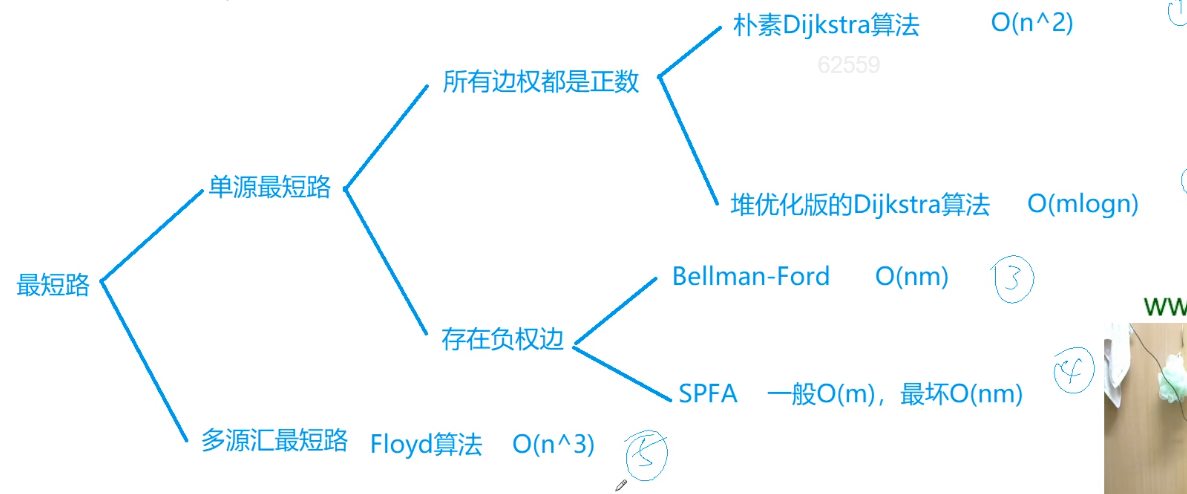 朴素Dijkstra算法 O(n^2)
62559
所有边权都是正数
单源最短路
堆优化版的Dijkstra算法 O(mlogn)
最短路
Bellman-Ford O(nm) ③
WW
存在负权边
SPFA 一般O(m)，最坏O(nm) ④
多源汇最短路 Floyd算法 O(n^3) ⑤